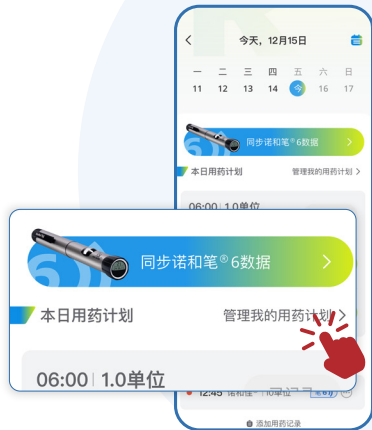 今天，12月15日
一 二 三 四 五 六 日
11 12 13 14 今 16 17
同步诺和笔®6数据
本日用药计划 管理我的用药计划
06:00 1.0单位
6
同步诺和笔®6数据
本日用药计划 管理我的用药计划
06:00 1.0单位
12:45
添加用药记录